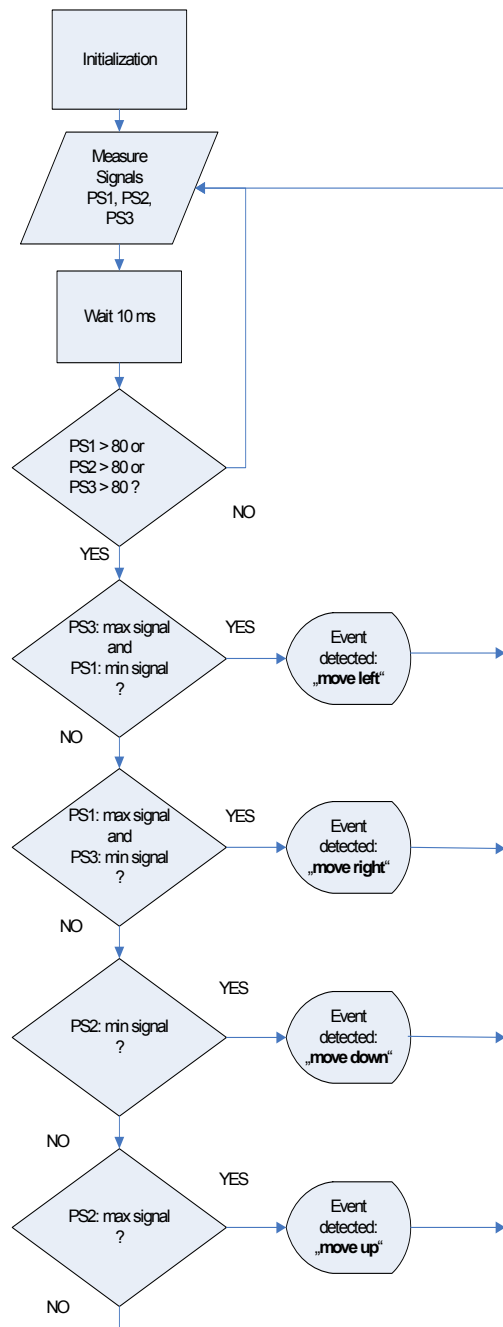 Initialization
Measure
Signals
PS1, PS2,
PS3
Wait 10 ms
PS1 > 80 or
PS2 > 80 or
PS3 > 80 ?
NO
YES
PS3: max signal
and
PS1: min signal
?
YES
Event
detected:
„move left“
NO
PS1: max signal
and
PS3: min signal
?
YES
Event
detected:
„move right“
NO
PS2: min signal
?
YES
Event
detected:
„move down“
NO
PS2: max signal
?
YES
Event
detected:
„move up“
NO